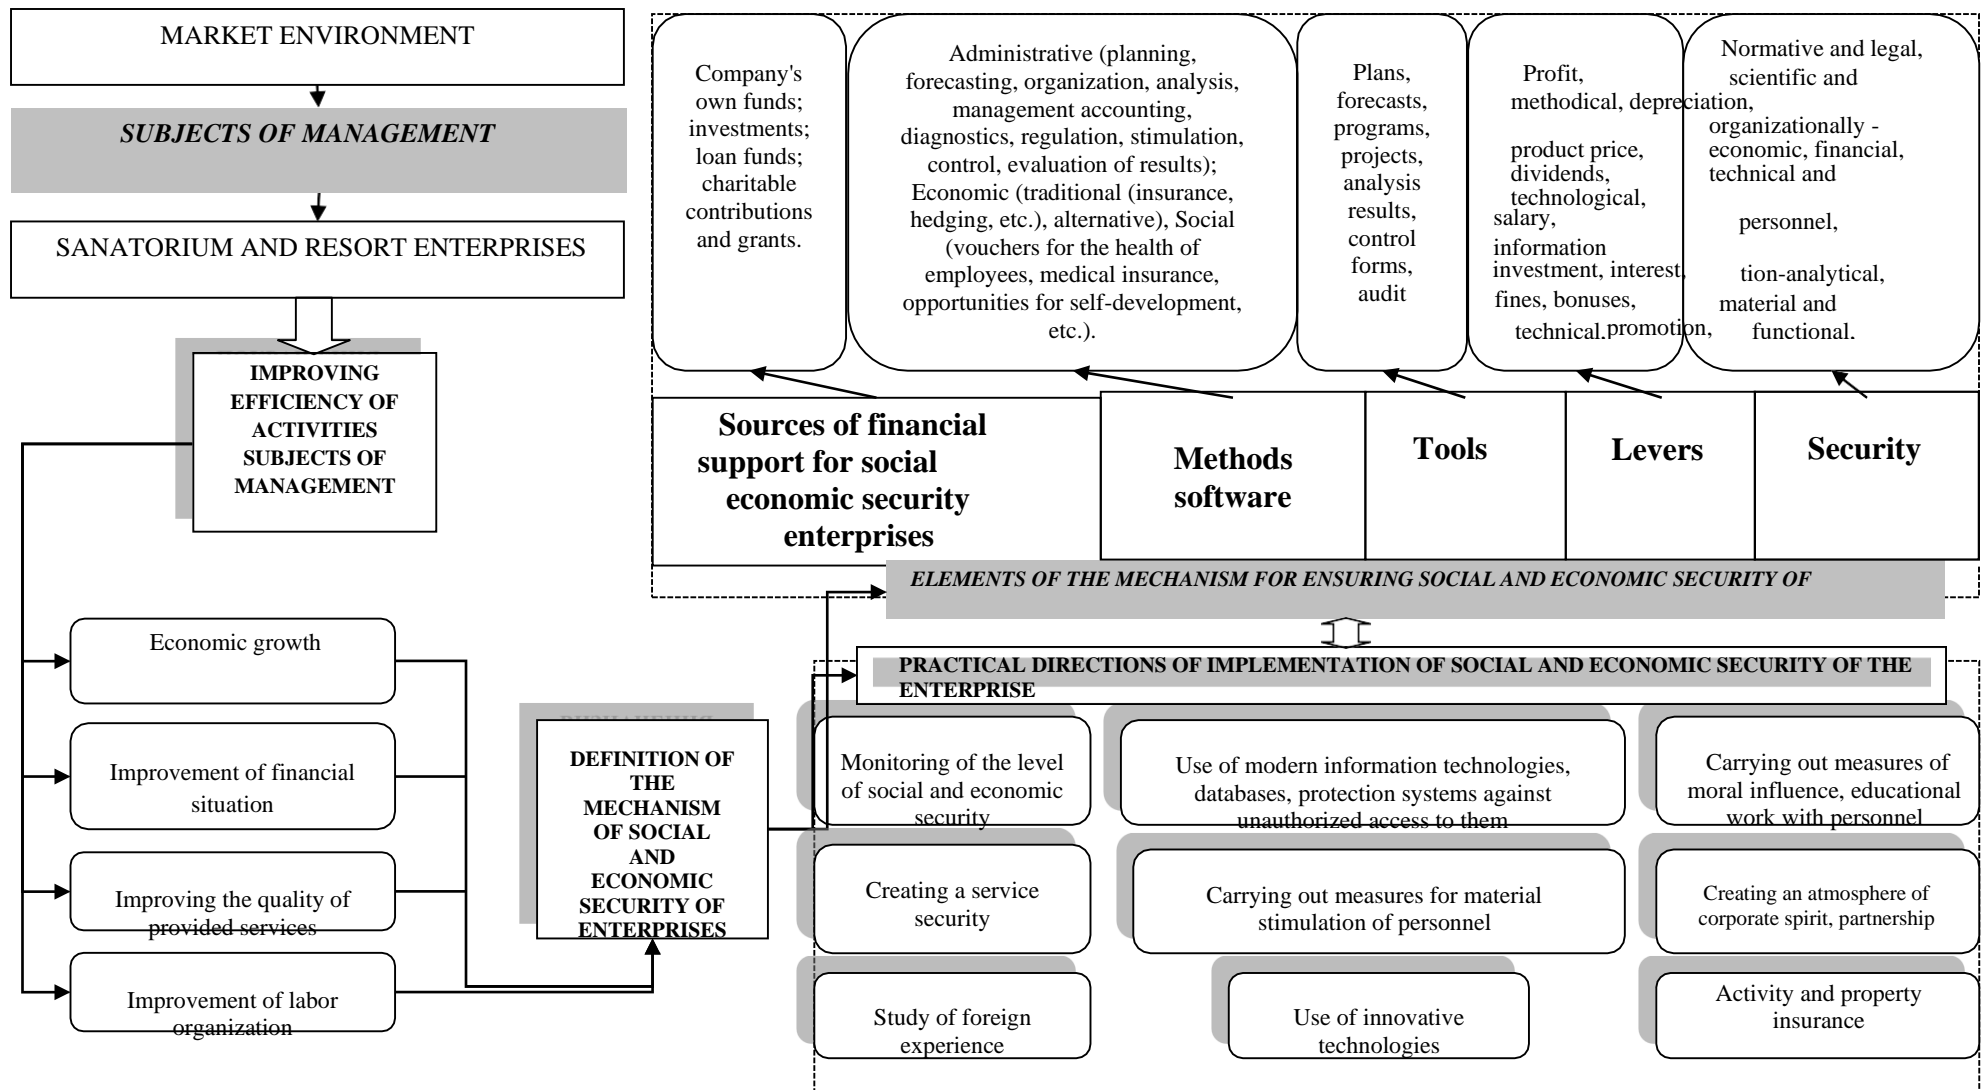 MARKET ENVIRONMENT
SUBJECTS OF MANAGEMENT
SANATORIUM AND RESORT ENTERPRISES
IMPROVING
EFFICIENCY OF
ACTIVITIES
SUBJECTS OF
MANAGEMENT
Company's
own funds;
investments;
loan funds;
charitable
contributions
and grants.
Administrative (planning,
forecasting, organization, analysis,
management accounting,
diagnostics, regulation, stimulation,
control, evaluation of results);
Economic (traditional (insurance,
hedging, etc.), alternative), Social
(vouchers for the health of
employees, medical insurance,
opportunities for self-development,
etc.).
Plans,
forecasts,
programs,
projects,
analysis
results,
control
forms,
audit
Profit,
methodical, depreciation,
product price,
dividends,
technological,
salary,
information
investment, interest,
fines, bonuses,
technical, promotion,
Normative and legal,
scientific and
organizationally -
economic, financial,
technical and
personnel,
tion-analytical,
material and
functional.
Sources of financial
support for social
economic security
enterprises
Methods
software
Tools
Levers
Security
ELEMENTS OF THE MECHANISM FOR ENSURING SOCIAL AND ECONOMIC SECURITY OF
PRACTICAL DIRECTIONS OF IMPLEMENTATION OF SOCIAL AND ECONOMIC SECURITY OF THE
ENTERPRISE
Economic growth
Improvement of financial
situation
Improving the quality of
provided services
Improvement of labor
organization
DEFINITION OF
THE
MECHANISM
OF SOCIAL
AND
ECONOMIC
SECURITY OF
ENTERPRISES
Monitoring of the level
of social and economic
security
Use of modern information technologies,
databases, protection systems against
unauthorized access to them
Carrying out measures of
moral influence, educational
work with personnel
Creating a service
security
Carrying out measures for material
stimulation of personnel
Creating an atmosphere of
corporate spirit, partnership
Study of foreign
experience
Use of innovative
technologies
Activity and property
insurance